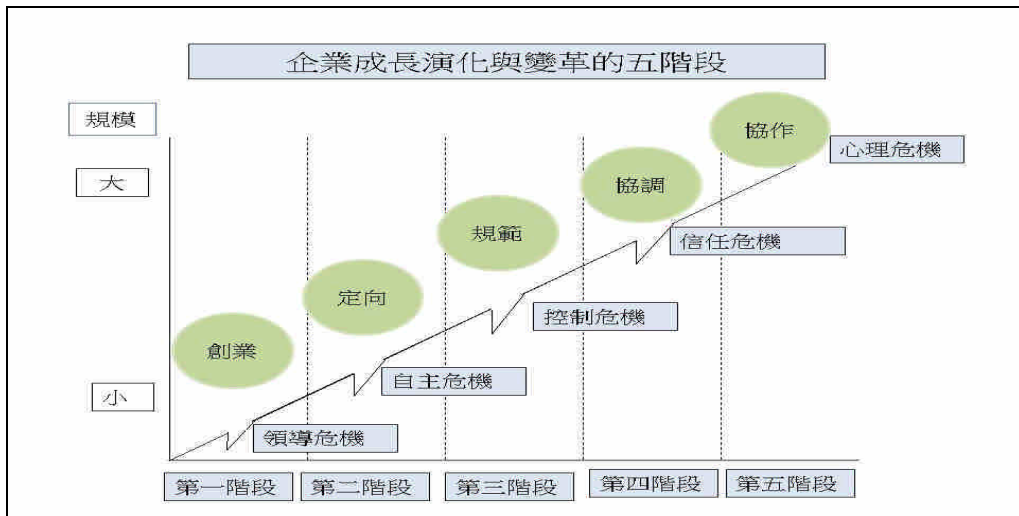 企業成長演化與變革的五階段
規模
大
小
創業
定向
規範
協調
協作
領導危機
自主危機
控制危機
信任危機
心理危機
第一階段
第二階段
第三階段
第四階段
第五階段